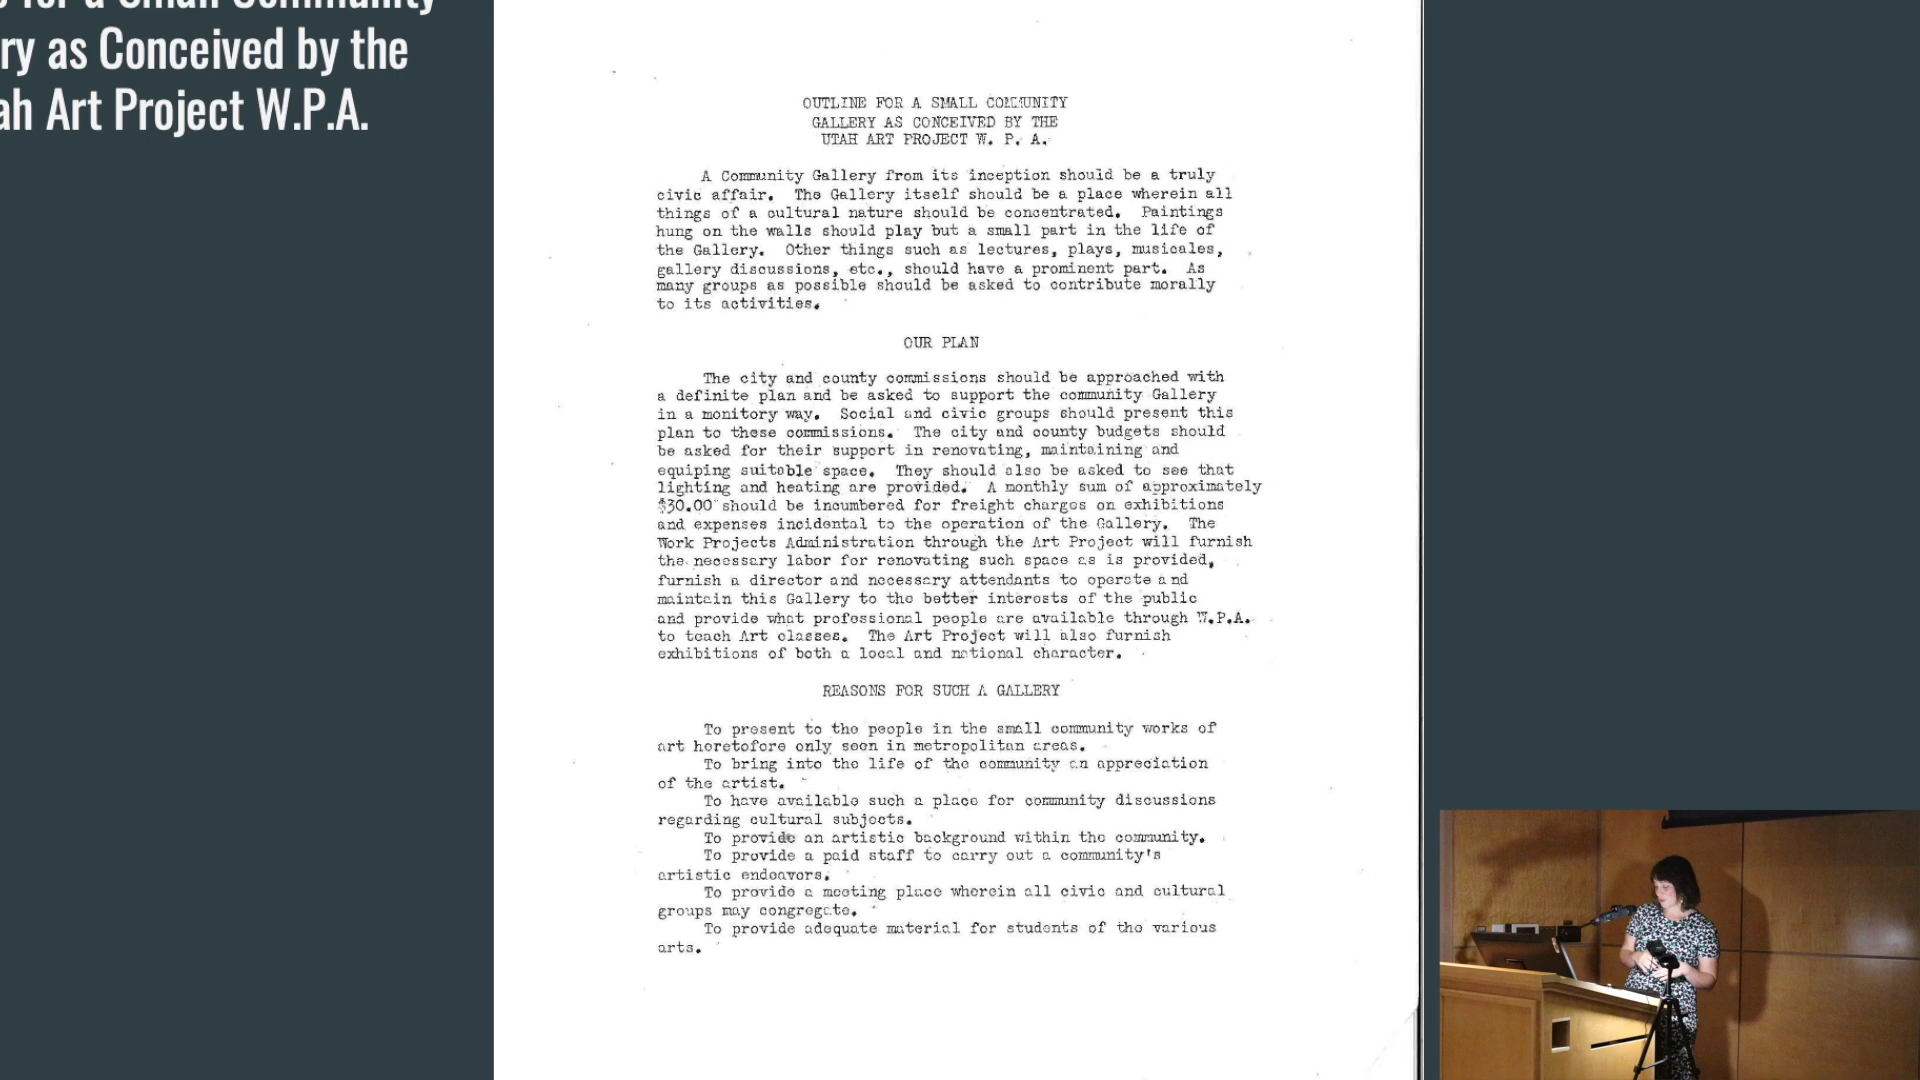 for a Small Community
ry as Conceived by the
ah Art Project W.P.A.
OUTLINE FOR A SMALL COMMUNITY
GALLERY AS CONCEIVED BY THE
UTAH ART PROJECT W. P. A.
A Community Gallery from its inception should be a truly
civic affair. The Gallery itself should be a place wherein all
things of a cultural nature should be concentrated. Paintings
hung on the walls should play but a small part in the life of
the Gallery. Other things such as lectures, plays, musicales,
gallery discussions, etc., should have a prominent part. As
many groups as possible should be asked to contribute morally
to its activities.
OUR PLAN
The city and county commissions should be approached with
a definite plan and be asked to support the community Gallery
in a monitory way. Social and civic groups should present this
plan to these commissions. The city and county budgets should
be asked for their support in renovating, maintaining and
equiping suitable space. They should also be asked to see that
lighting and heating are provided. A monthly sum of approximately
$30.00 should be incumbered for freight charges on exhibitions
and expenses incidental to the operation of the Gallery. The
Work Projects Administration through the Art Project will furnish
the necessary labor for renovating such space as is provided,
furnish a director and necessary attendants to operate and
maintain this Gallery to the better interests of the public
and provide what professional people are available through W.P.A.
to teach Art classes. The Art Project will also furnish
exhibitions of both a local and national character.
REASONS FOR SUCH A GALLERY
To present to the people in the small community works of
art heretofore only seen in metropolitan areas.
To bring into the life of the community an appreciation
of the artist.
To have available such a place for community discussions
regarding cultural subjects.
To provide an artistic background within the community.
To provide a paid staff to carry out a community's
artistic endeavors.
To provide a meeting place wherein all civic and cultural
groups may congregate.
To provide adequate material for students of the various
arts.